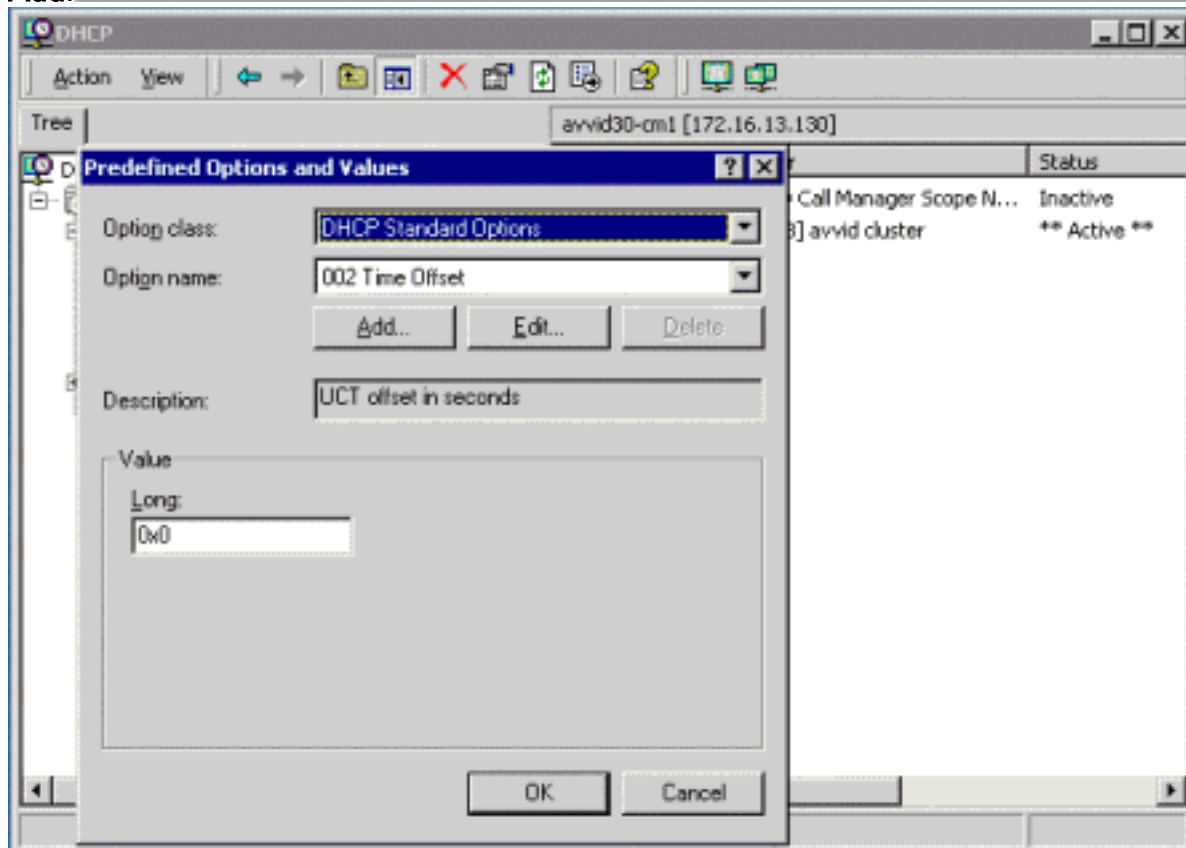 DHCP
Action View
Tree
avvid30-cm1 [172.16.13.130]
Predefined Options and Values
Status
Call Manager Scope N... Inactive
3] avvid cluster ** Active **
Option class: DHCP Standard Options
Option name: 002 Time Offset
Add... Edit... Delete
Description: UCT offset in seconds
Value
Long:
0x0
OK Cancel